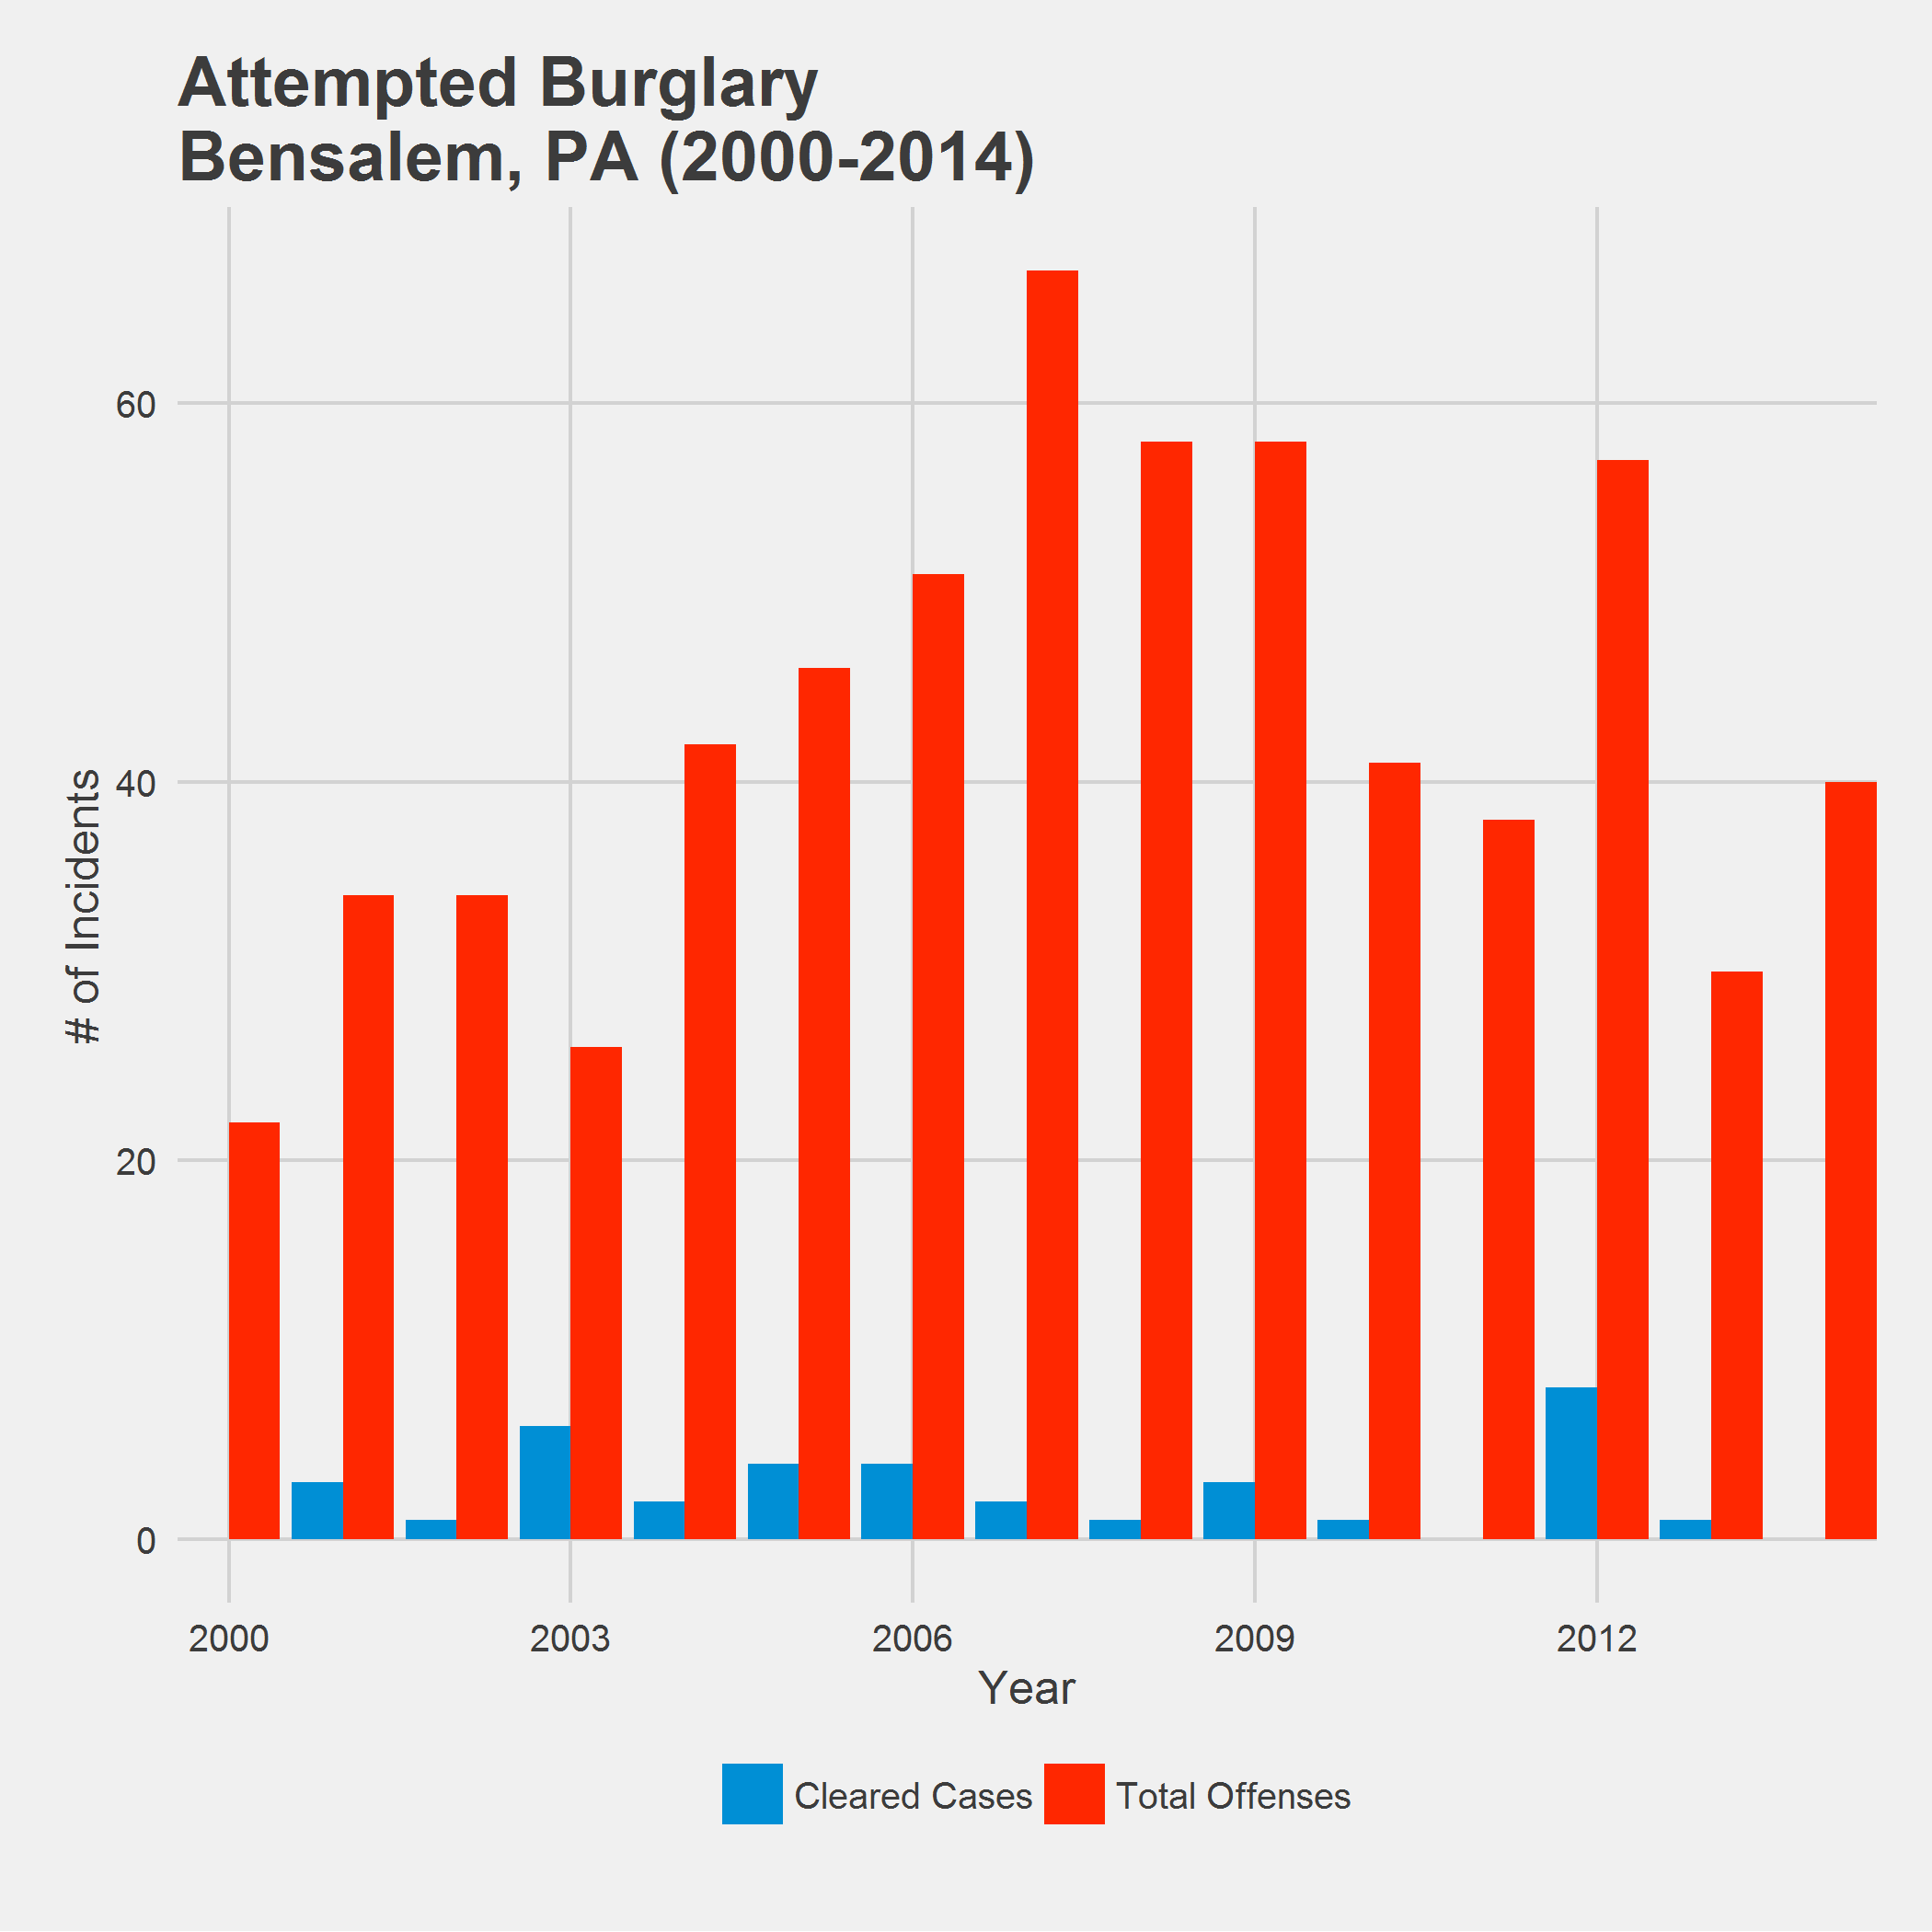 Attempted Burglary
Bensalem, PA (2000-2014)
60
40
20
0
# of Incidents
2000 2003 2006 2009 2012
Year
Cleared Cases Total Offenses